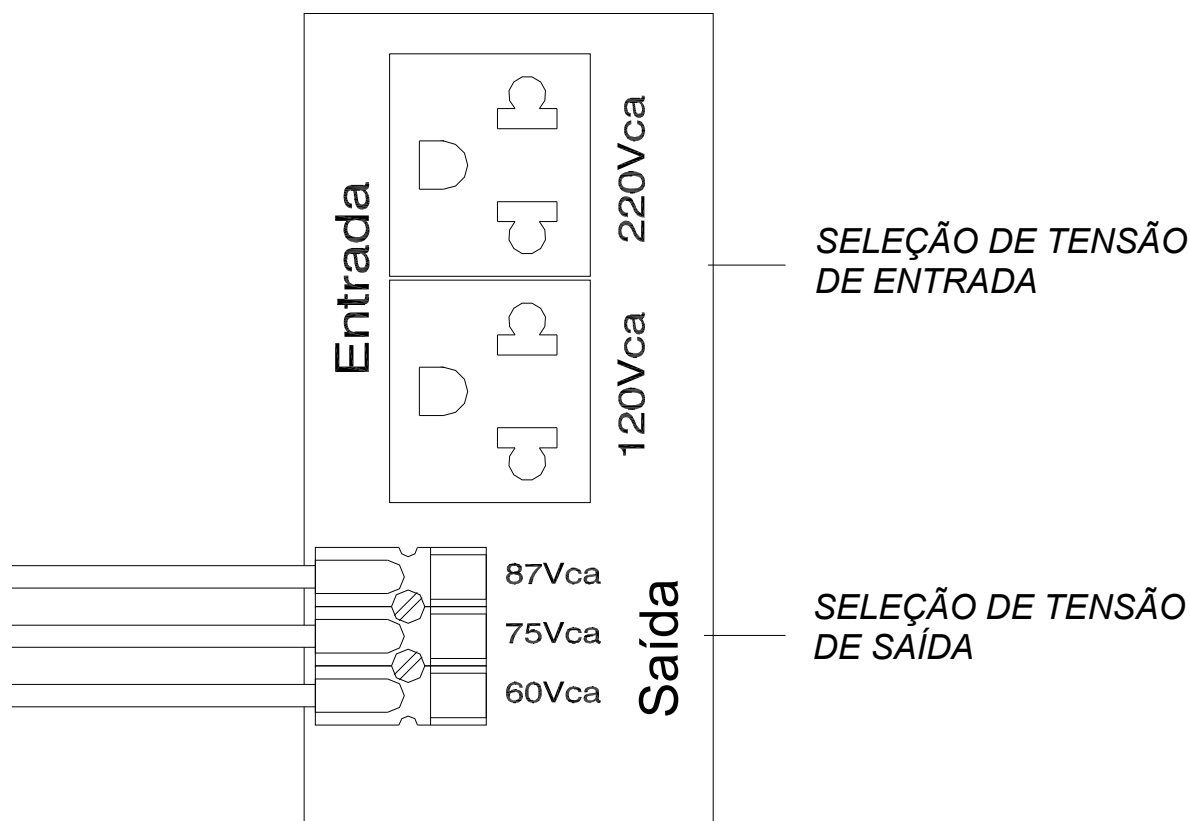 Entrada
220Vca
120Vca
SELEÇÃO DE TENSÃO
DE ENTRADA
87Vca
75Vca
60Vca
Saída
SELEÇÃO DE TENSÃO
DE SAÍDA